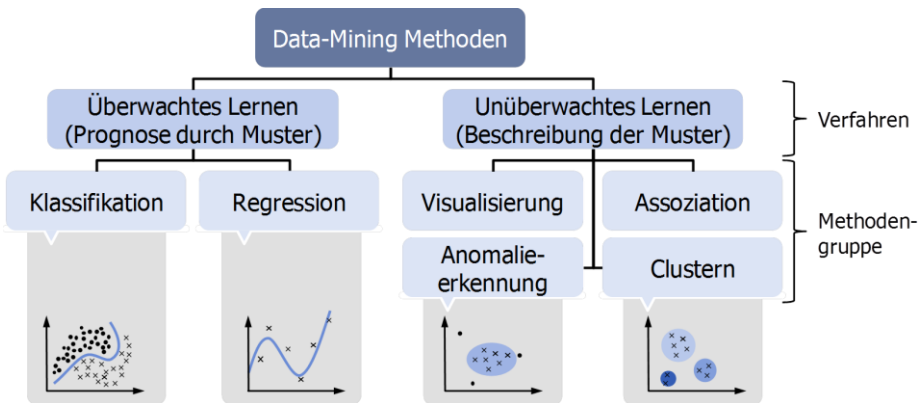 Data-Mining Methoden
Überwachtes Lernen
(Prognose durch Muster)
Unüberwachtes Lernen
(Beschreibung der Muster)
Verfahren
Klassifikation
Regression
Visualisierung
Assoziation
Anomalie-
erkennung
Clustern
Methoden-
gruppe